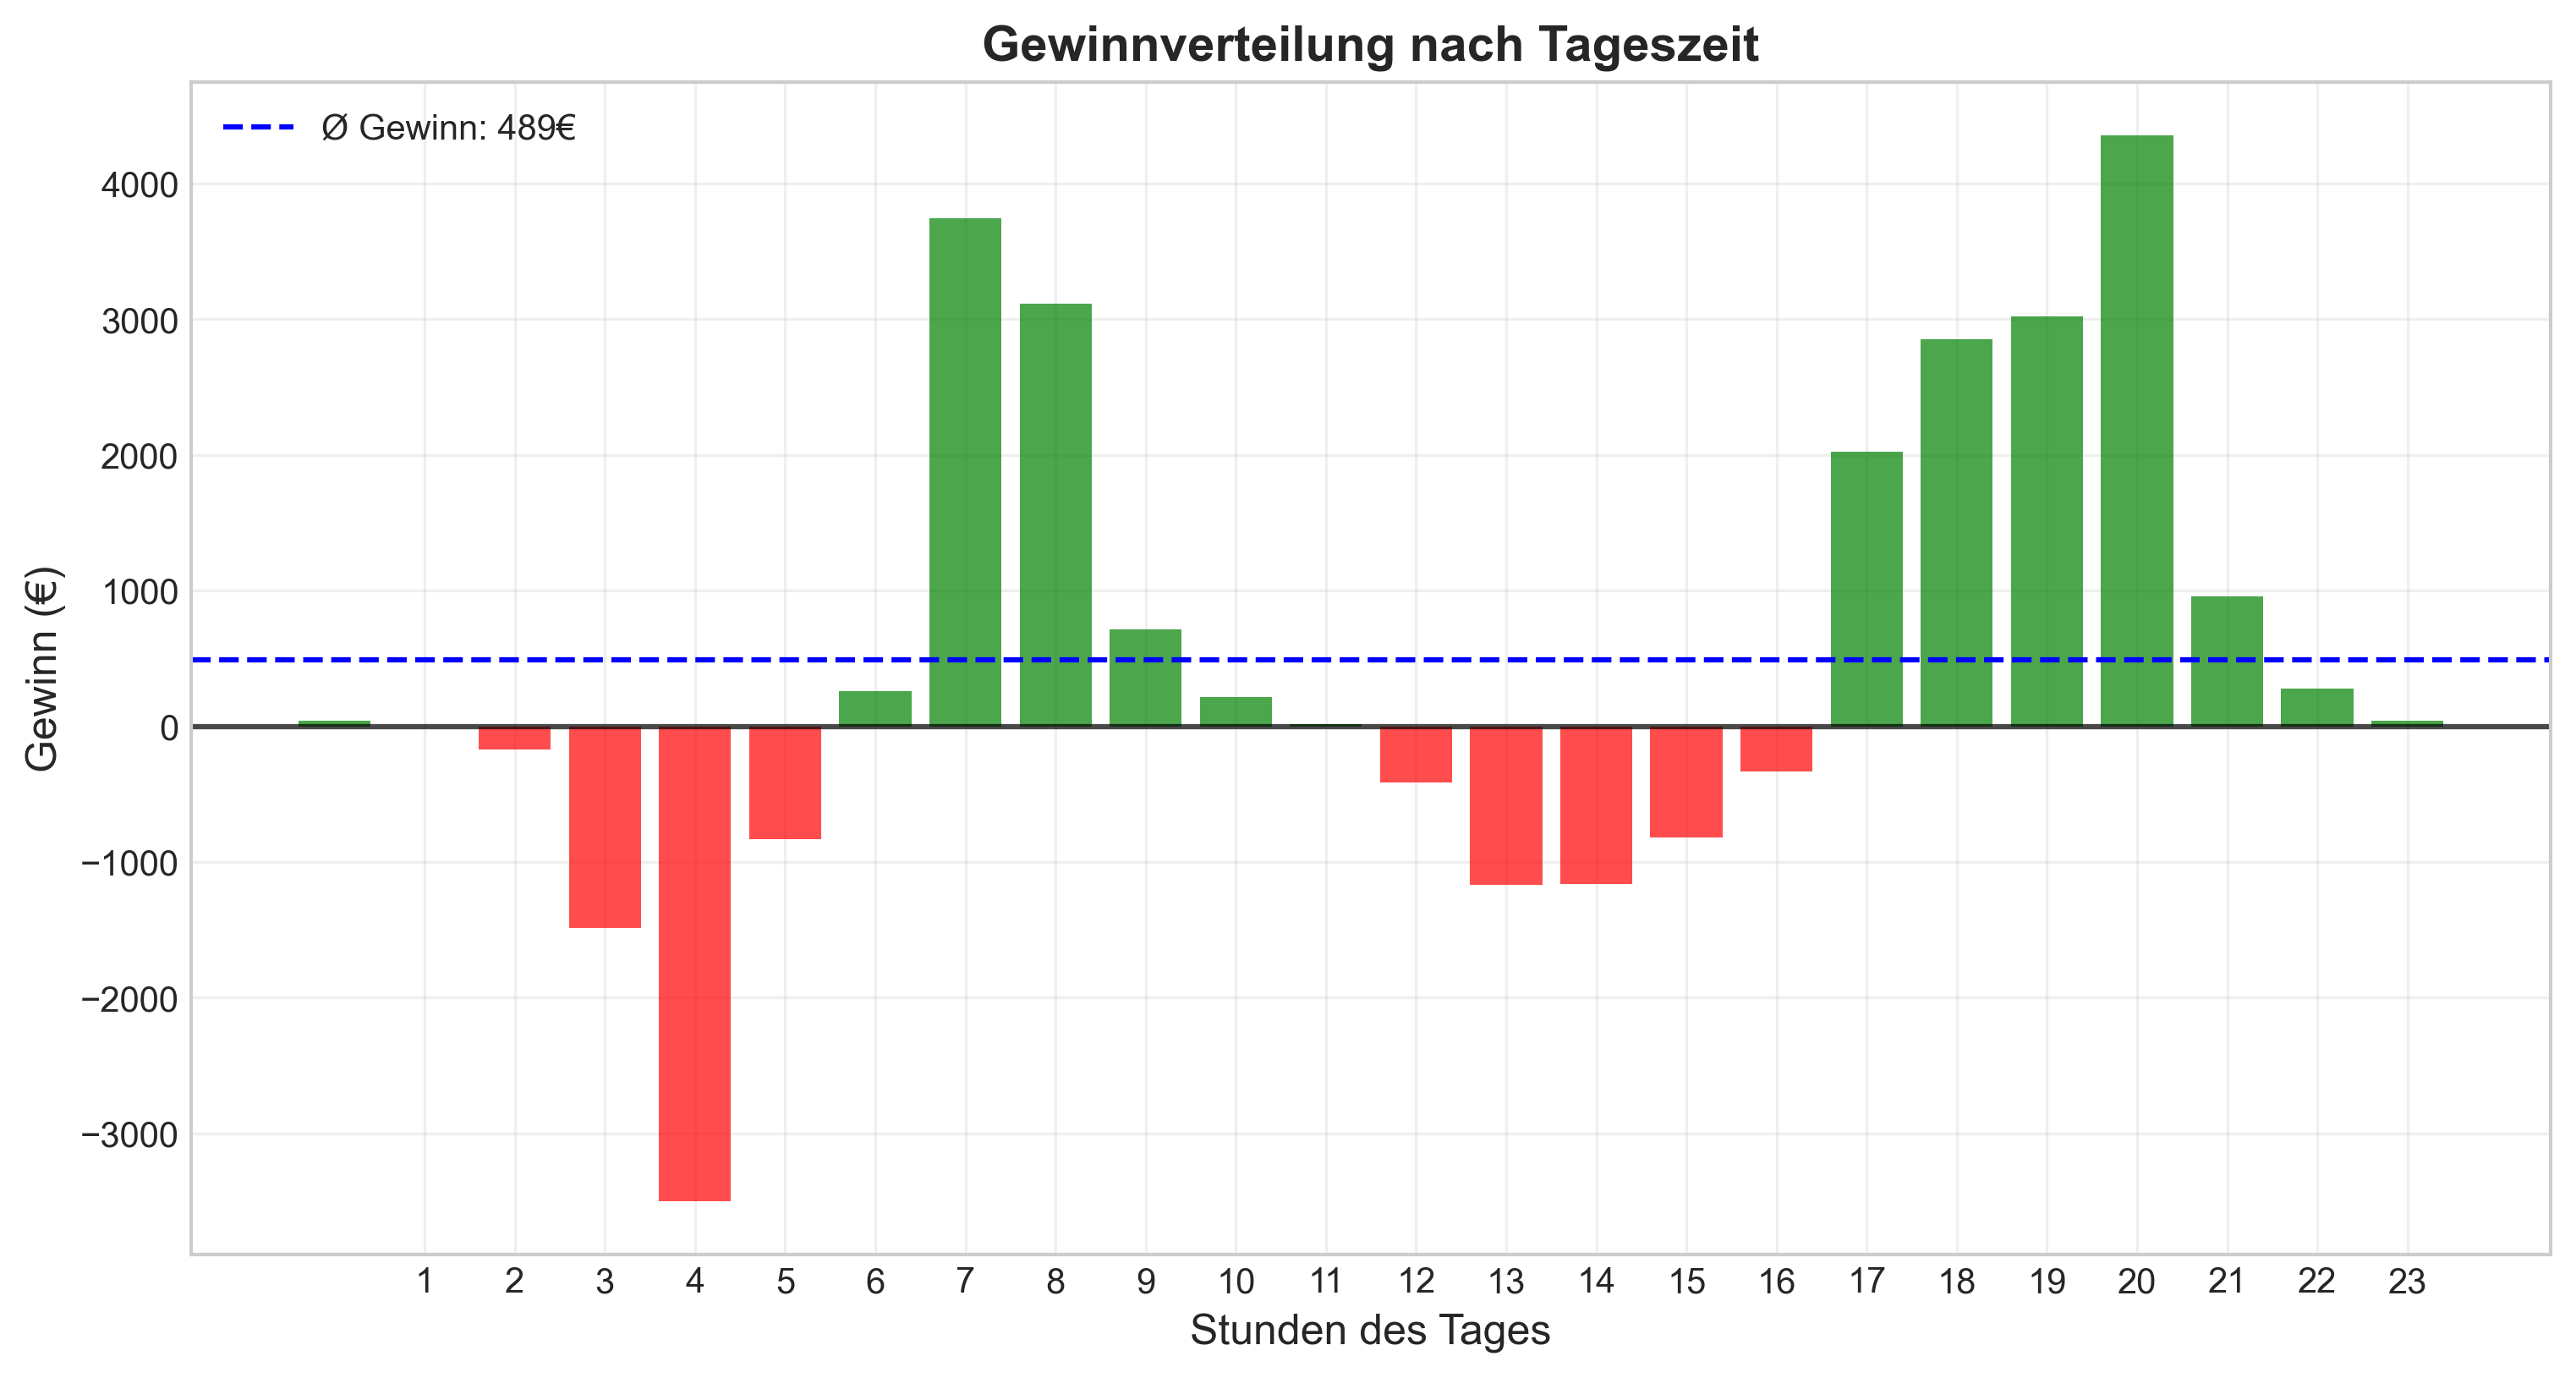 Gewinnverteilung nach Tageszeit
Ø Gewinn: 489€
4000
3000
2000
1000
0
−1000
−2000
−3000
Gewinn (€)
1 2 3 4 5 6 7 8 9 10 11 12 13 14 15 16 17 18 19 20 21 22 23
Stunden des Tages